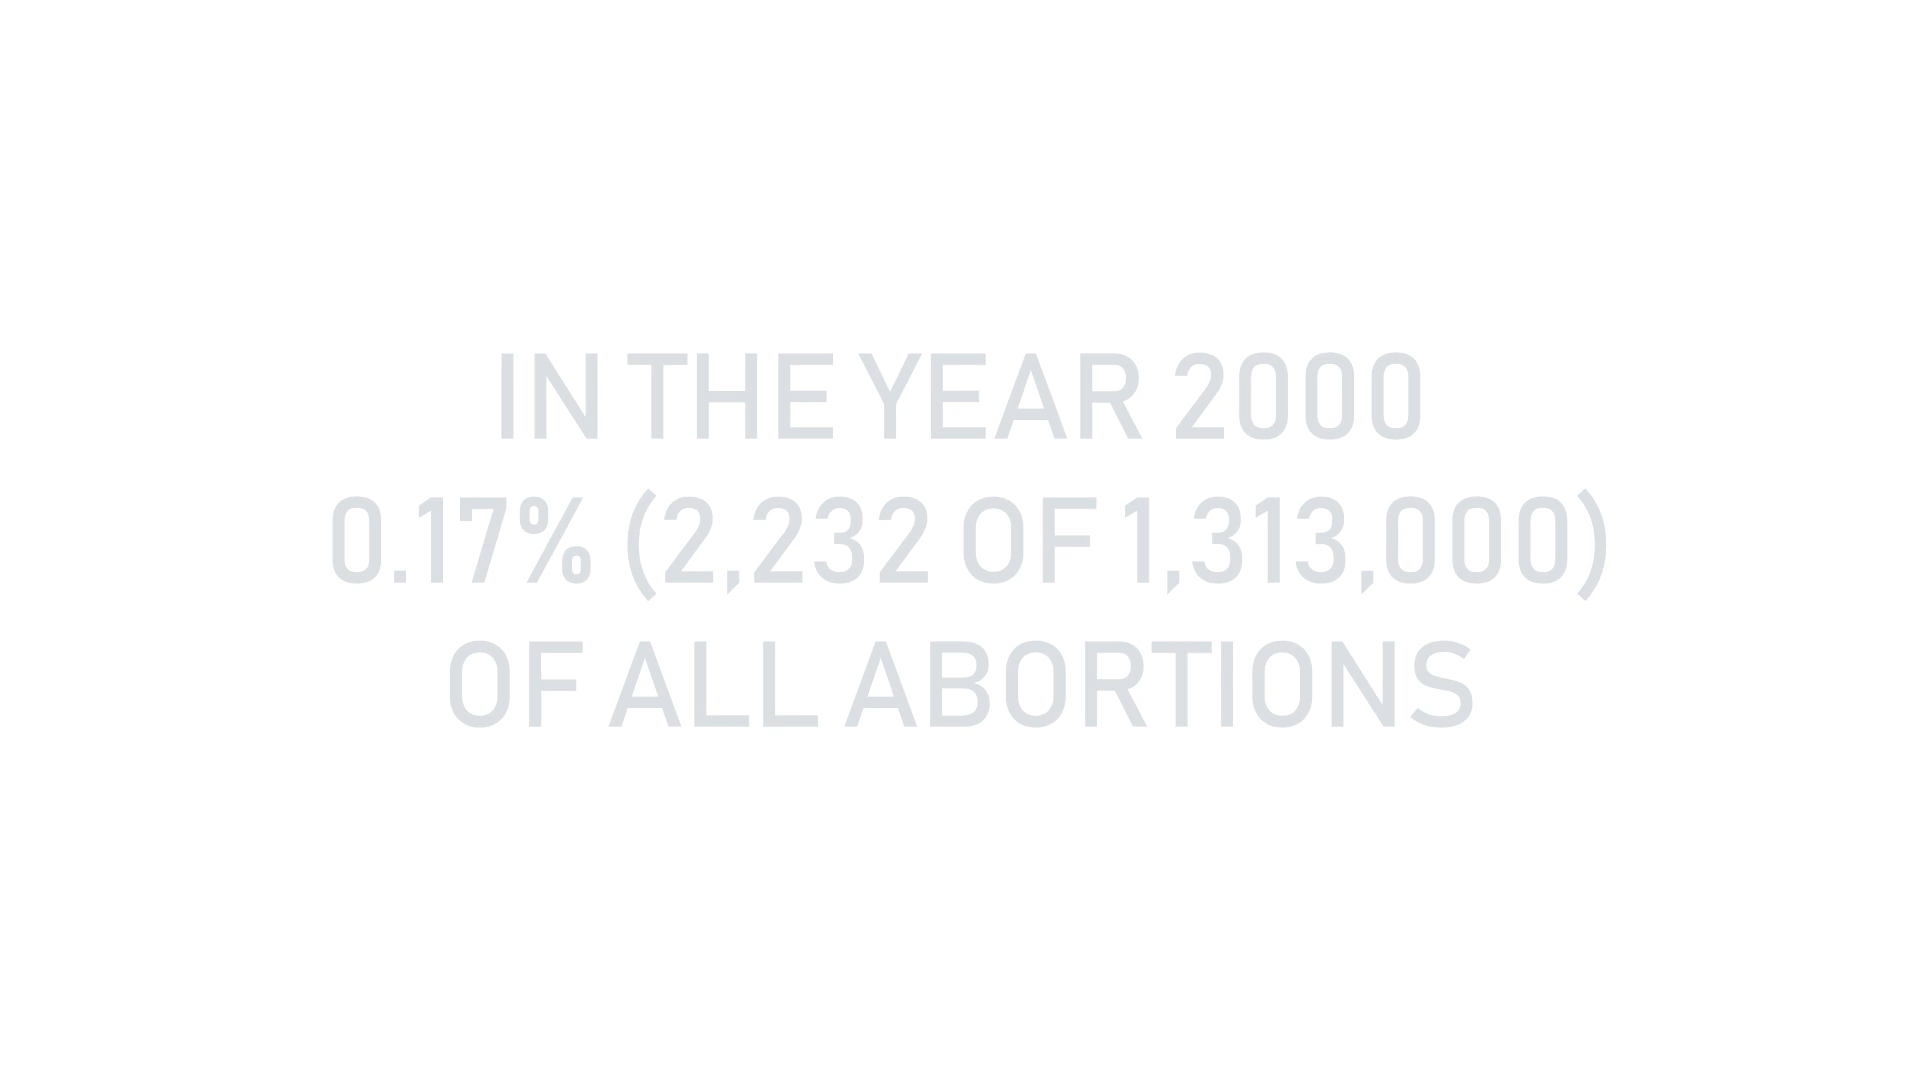 IN THE YEAR 2000
0.17% (2,232 OF 1,313,000)
OF ALL ABORTIONS